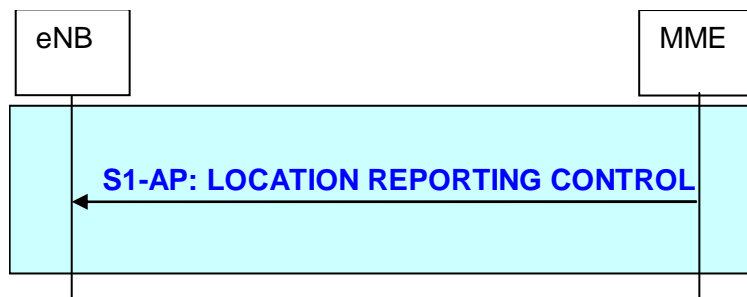 eNB
MME
S1-AP: LOCATION REPORTING CONTROL